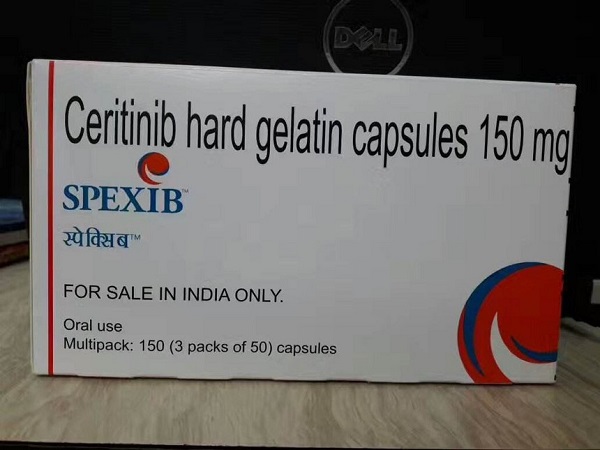 DELL
Ceritinib hard gelatin capsules 150 mg
SPEXIB™
स्पेक्सिब™
FOR SALE IN INDIA ONLY.
Oral use
Multipack: 150 (3 packs of 50) capsules